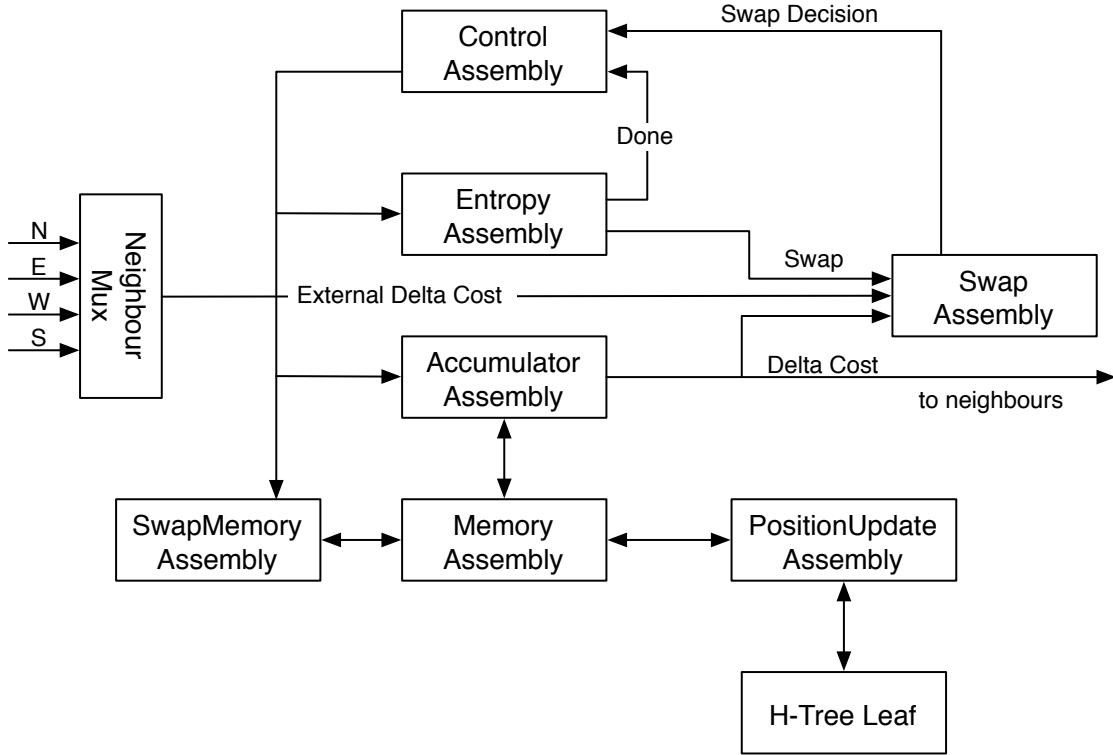 Swap Decision
Control
Assembly
Done
Entropy
Assembly
N
E
W
S
Neighbour
Mux
Swap
External Delta Cost
Swap
Assembly
Accumulator
Assembly
Delta Cost
to neighbours
SwapMemory
Assembly
Memory
Assembly
PositionUpdate
Assembly
H-Tree Leaf